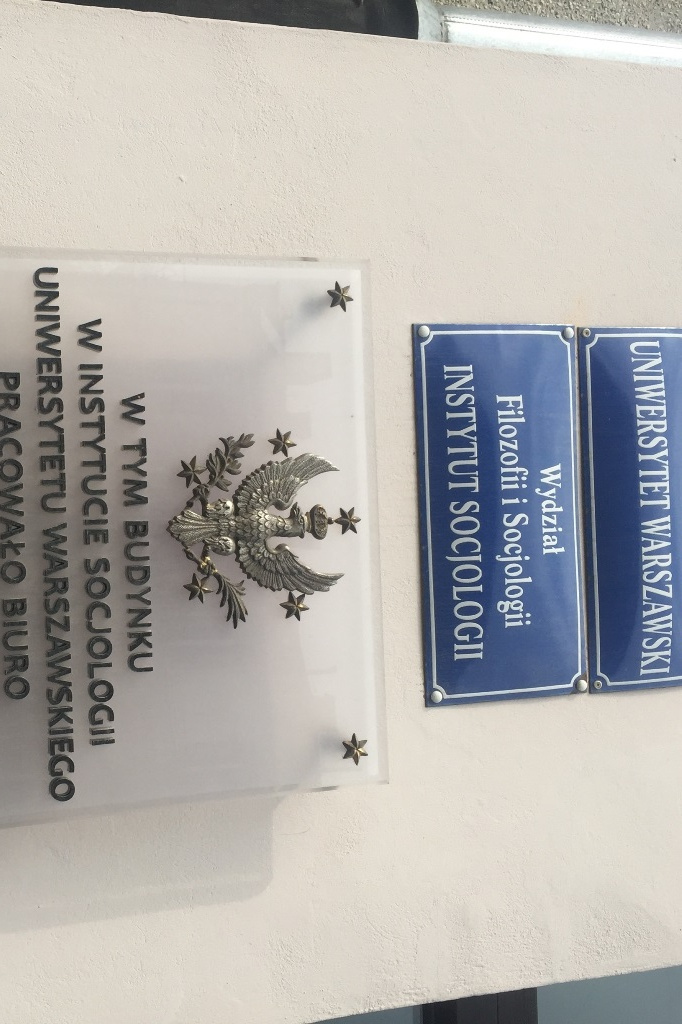 UNIWERSYTET WARSZAWSKI
Wydział
Filozofii i Socjologii
INSTYTUT SOCJOLOGII
W TYM BUDYNKU
W INSTYTUCIE SOCJOLOGII
UNIWERSYTETU WARSZAWSKIEGO
PRACOWAŁO BIURO